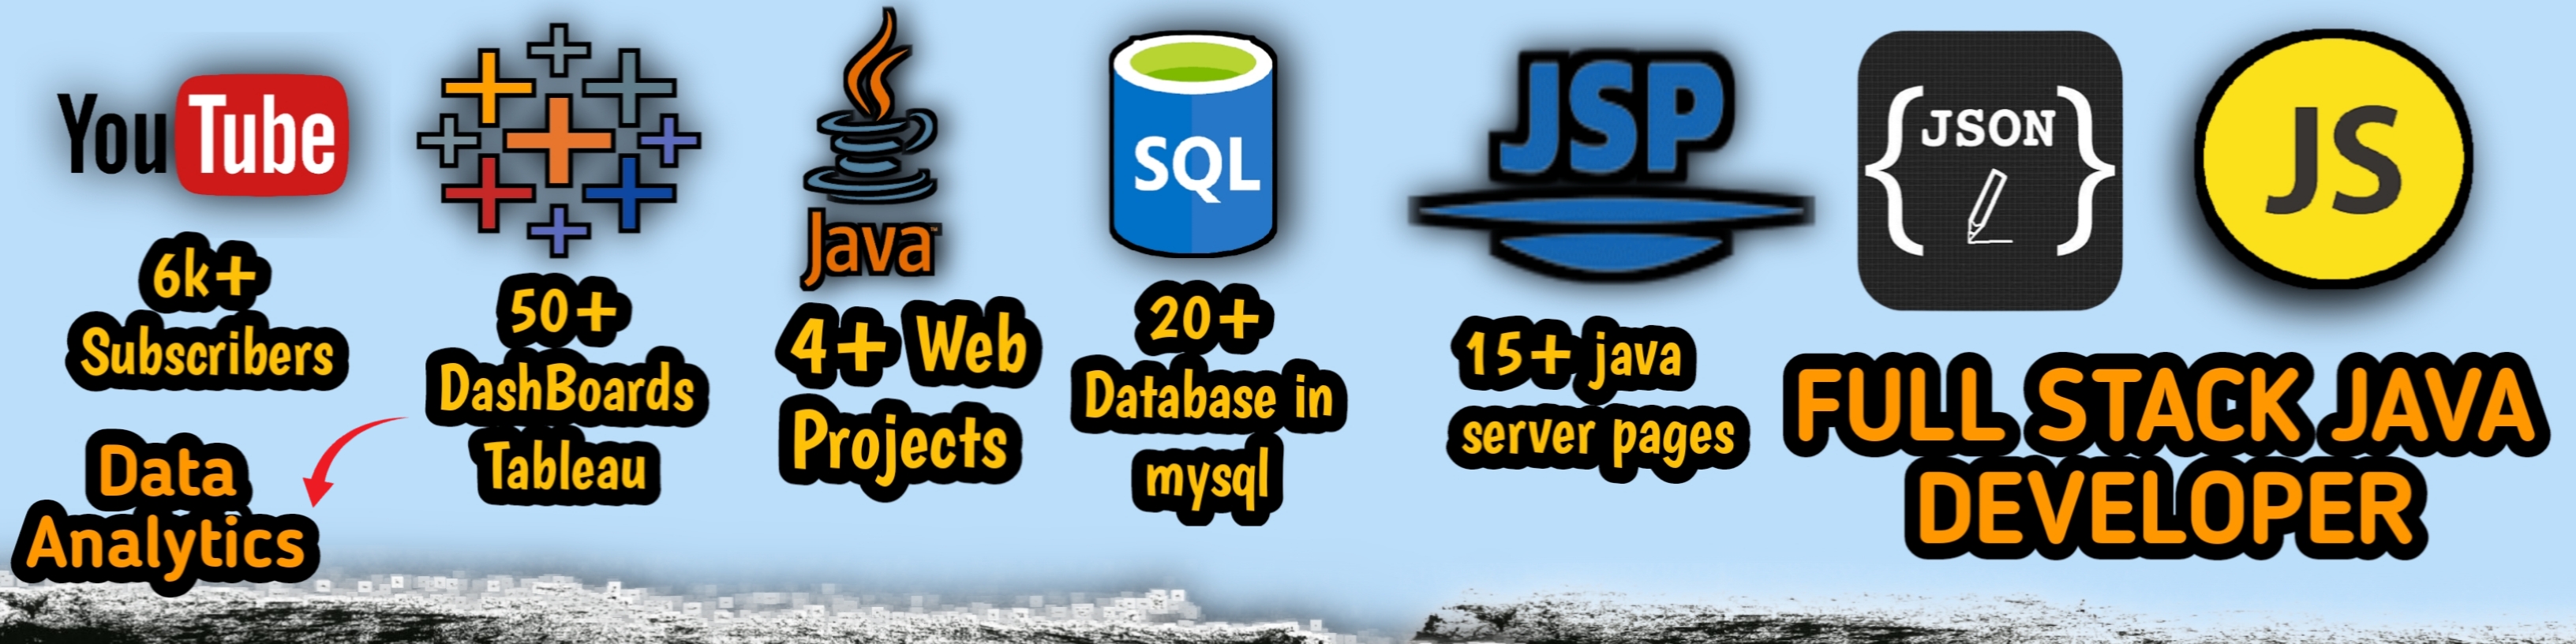 YouTube
6k+
Subscribers
Data
Analytics
50+
DashBoards
Tableau
Java™
4+ Web
Projects
SQL
20+
Database in
mysql
JSP
15+ java
server pages
{JSON}
JS
FULL STACK JAVA
DEVELOPER